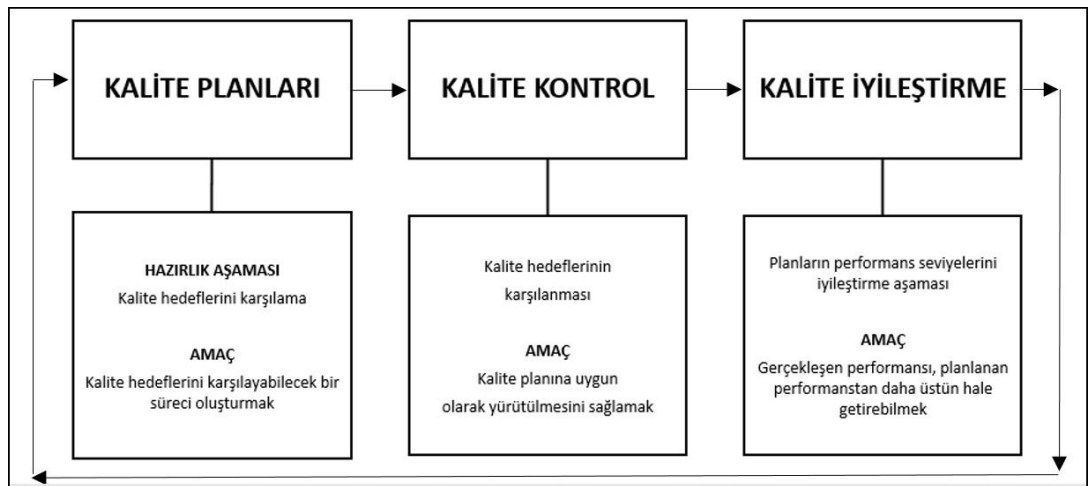 KALİTE PLANLARI
KALİTE KONTROL
KALİTE İYİLEŞTİRME
HAZIRLIK AŞAMASI
Kalite hedeflerini karşılama
AMAÇ
Kalite hedeflerini karşılayabilecek bir
süreci oluşturmak
Kalite hedeflerinin
karşılanması
AMAÇ
Kalite planına uygun
olarak yürütülmesini sağlamak
Planların performans seviyelerini
iyileştirme aşaması
AMAÇ
Gerçekleşen performansı, planlanan
performanstan daha üstün hale
getirebilmek